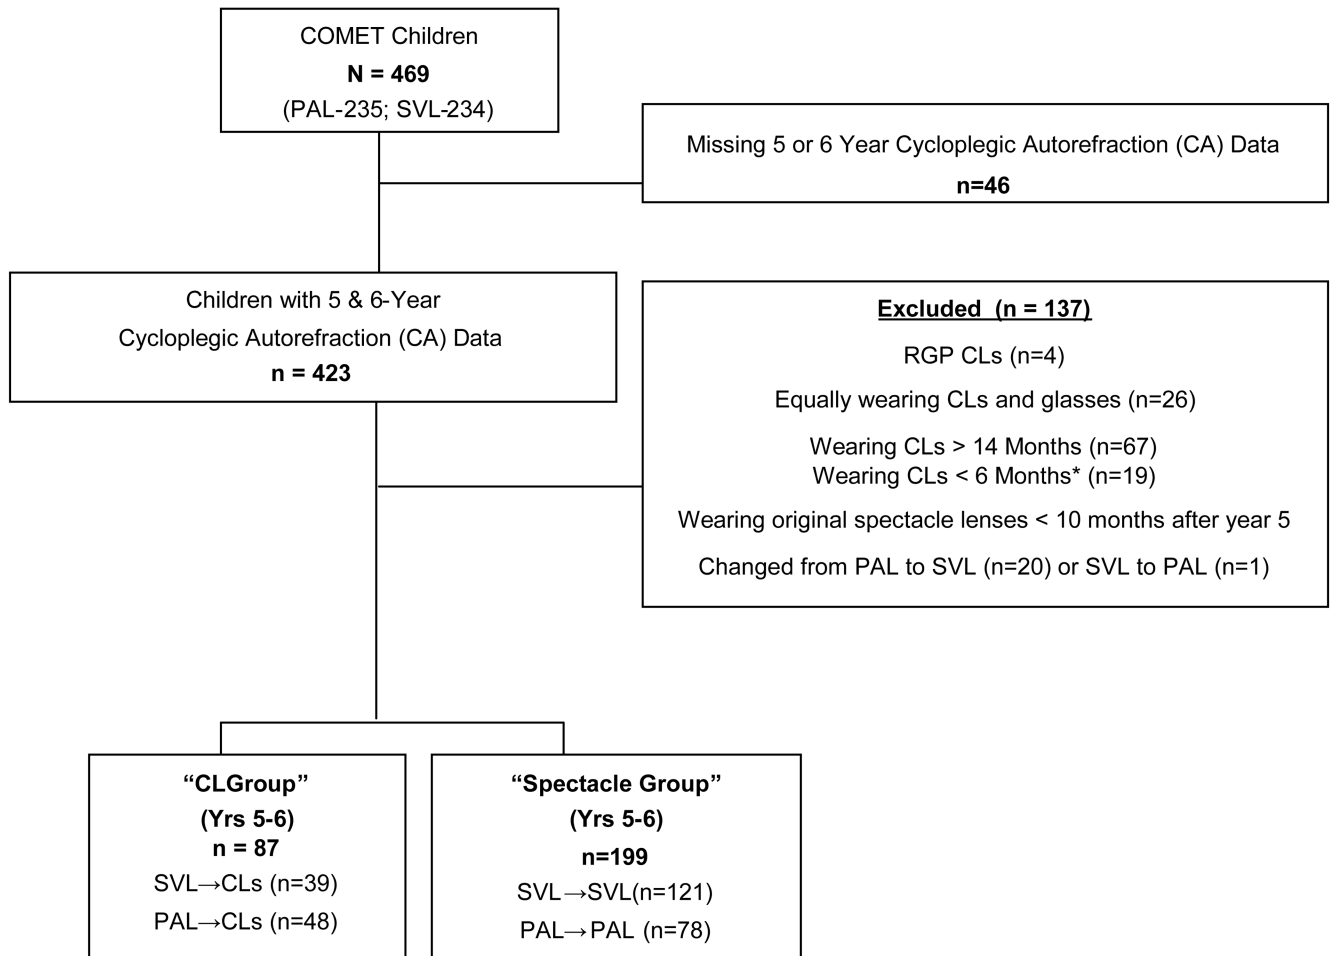 COMET Children
N = 469
(PAL-235; SVL-234)
Missing 5 or 6 Year Cycloplegic Autorefraction (CA) Data
n=46
Children with 5 & 6-Year
Cycloplegic Autorefraction (CA) Data
n = 423
Excluded (n = 137)
RGP CLs (n=4)
Equally wearing CLs and glasses (n=26)
Wearing CLs > 14 Months (n=67)
Wearing CLs < 6 Months* (n=19)
Wearing original spectacle lenses < 10 months after year 5
Changed from PAL to SVL (n=20) or SVL to PAL (n=1)
“CLGroup”
(Yrs 5-6)
n = 87
SVL→CLs (n=39)
PAL→CLs (n=48)
“Spectacle Group”
(Yrs 5-6)
n=199
SVL→SVL(n=121)
PAL→PAL (n=78)